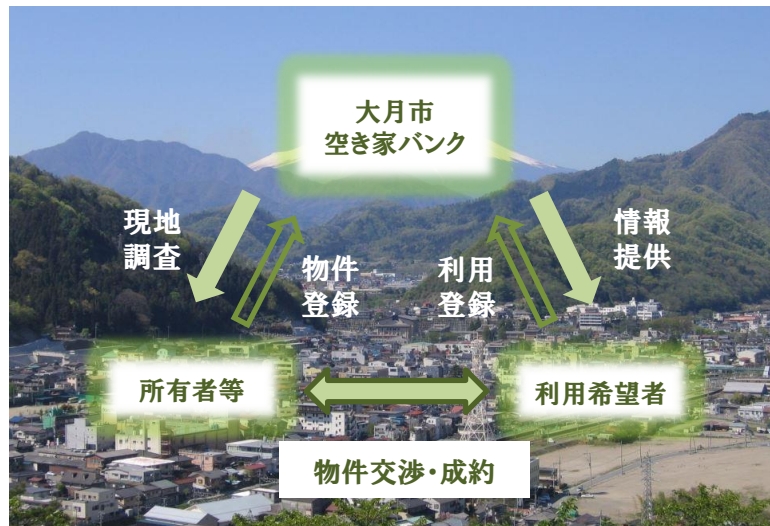 大月市
空き家バンク
現地
調査
物件
登録
利用
登録
情報
提供
所有者等
利用希望者
物件交渉・成約